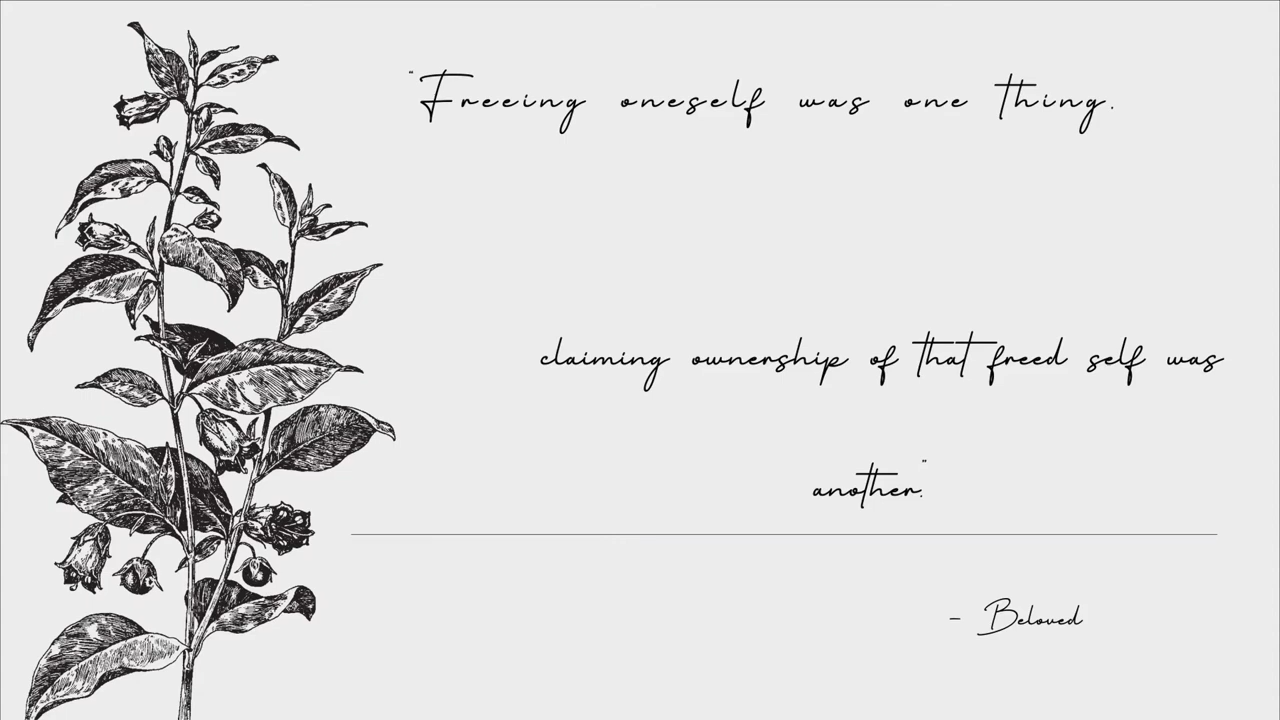 "Freeing oneself was one thing.
claiming ownership of that freed self was
another."
- Beloved